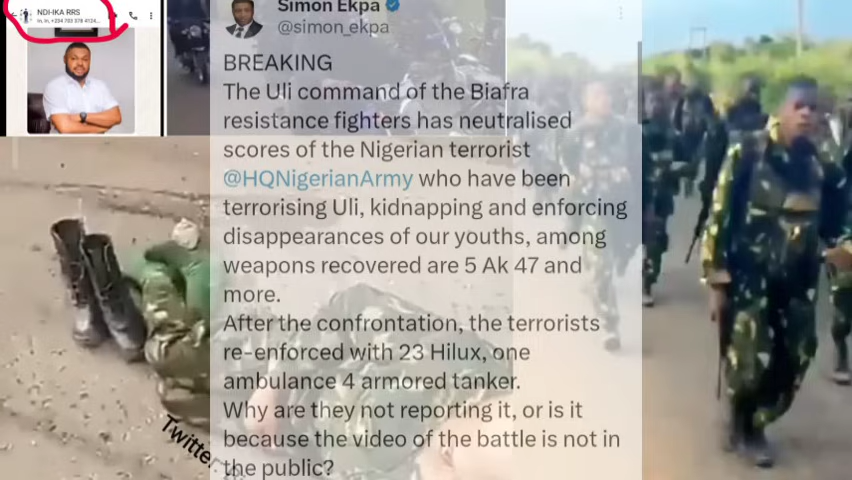 NDI-IKA RRS
Simon Ekpa
@simon_ekpa
BREAKING
The Uli command of the Biafra
resistance fighters has neutralised
scores of the Nigerian terrorist
@HQNigerianArmy who have been
terrorising Uli, kidnapping and enforcing
disappearances of our youths, among
weapons recovered are 5 Ak 47 and
more.
After the confrontation, the terrorists
re-enforced with 23 Hilux, one
ambulance 4 armored tanker.
Why are they not reporting it, or is it
because the video of the battle is not in
the public?
Twitter